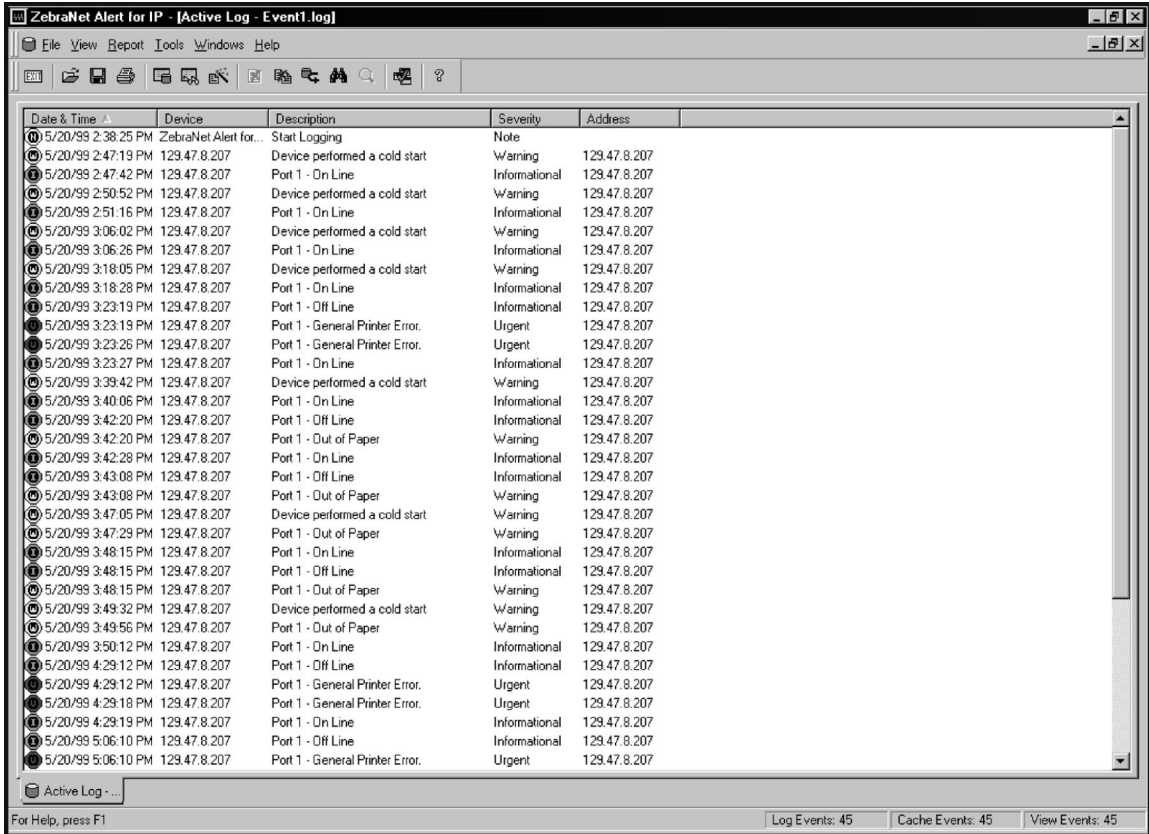 ZebraNet Alert for IP - [Active Log - Event1.log]
File View Report Tools Windows Help
EXIT ?
Date & Time Device Description Severity Address
N 5/20/99 2:38:25 PM ZebraNet Alert for... Start Logging Note
W 5/20/99 2:47:19 PM 129.47.8.207 Device performed a cold start Warning 129.47.8.207
I 5/20/99 2:47:42 PM 129.47.8.207 Port 1 - On Line Informational 129.47.8.207
W 5/20/99 2:50:52 PM 129.47.8.207 Device performed a cold start Warning 129.47.8.207
I 5/20/99 2:51:16 PM 129.47.8.207 Port 1 - On Line Informational 129.47.8.207
W 5/20/99 3:06:02 PM 129.47.8.207 Device performed a cold start Warning 129.47.8.207
I 5/20/99 3:06:26 PM 129.47.8.207 Port 1 - On Line Informational 129.47.8.207
W 5/20/99 3:18:05 PM 129.47.8.207 Device performed a cold start Warning 129.47.8.207
I 5/20/99 3:18:28 PM 129.47.8.207 Port 1 - On Line Informational 129.47.8.207
I 5/20/99 3:23:19 PM 129.47.8.207 Port 1 - Off Line Informational 129.47.8.207
U 5/20/99 3:23:19 PM 129.47.8.207 Port 1 - General Printer Error. Urgent 129.47.8.207
U 5/20/99 3:23:26 PM 129.47.8.207 Port 1 - General Printer Error. Urgent 129.47.8.207
I 5/20/99 3:23:27 PM 129.47.8.207 Port 1 - On Line Informational 129.47.8.207
W 5/20/99 3:39:42 PM 129.47.8.207 Device performed a cold start Warning 129.47.8.207
I 5/20/99 3:40:06 PM 129.47.8.207 Port 1 - On Line Informational 129.47.8.207
I 5/20/99 3:42:20 PM 129.47.8.207 Port 1 - Off Line Informational 129.47.8.207
W 5/20/99 3:42:20 PM 129.47.8.207 Port 1 - Out of Paper Warning 129.47.8.207
I 5/20/99 3:42:28 PM 129.47.8.207 Port 1 - On Line Informational 129.47.8.207
I 5/20/99 3:43:08 PM 129.47.8.207 Port 1 - Off Line Informational 129.47.8.207
W 5/20/99 3:43:08 PM 129.47.8.207 Port 1 - Out of Paper Warning 129.47.8.207
W 5/20/99 3:47:05 PM 129.47.8.207 Device performed a cold start Warning 129.47.8.207
W 5/20/99 3:47:29 PM 129.47.8.207 Port 1 - Out of Paper Warning 129.47.8.207
I 5/20/99 3:48:15 PM 129.47.8.207 Port 1 - On Line Informational 129.47.8.207
I 5/20/99 3:48:15 PM 129.47.8.207 Port 1 - Off Line Informational 129.47.8.207
W 5/20/99 3:48:15 PM 129.47.8.207 Port 1 - Out of Paper Warning 129.47.8.207
W 5/20/99 3:49:32 PM 129.47.8.207 Device performed a cold start Warning 129.47.8.207
W 5/20/99 3:49:56 PM 129.47.8.207 Port 1 - Out of Paper Warning 129.47.8.207
I 5/20/99 3:50:12 PM 129.47.8.207 Port 1 - On Line Informational 129.47.8.207
I 5/20/99 4:29:12 PM 129.47.8.207 Port 1 - Off Line Informational 129.47.8.207
U 5/20/99 4:29:12 PM 129.47.8.207 Port 1 - General Printer Error. Urgent 129.47.8.207
U 5/20/99 4:29:18 PM 129.47.8.207 Port 1 - General Printer Error. Urgent 129.47.8.207
I 5/20/99 4:29:19 PM 129.47.8.207 Port 1 - On Line Informational 129.47.8.207
I 5/20/99 5:06:10 PM 129.47.8.207 Port 1 - Off Line Informational 129.47.8.207
U 5/20/99 5:06:10 PM 129.47.8.207 Port 1 - General Printer Error. Urgent 129.47.8.207
Active Log - ...
For Help, press F1 Log Events: 45 Cache Events: 45 View Events: 45